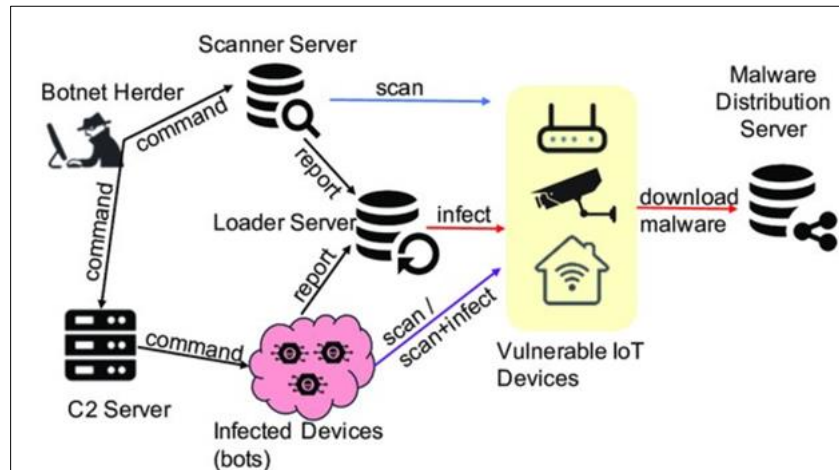 Scanner Server
Botnet Herder
scan
Malware
Distribution
Server
command
report
command
Loader Server
infect
download
malware
report
command
scan /
scan+infect
C2 Server
Infected Devices
(bots)
Vulnerable IoT
Devices